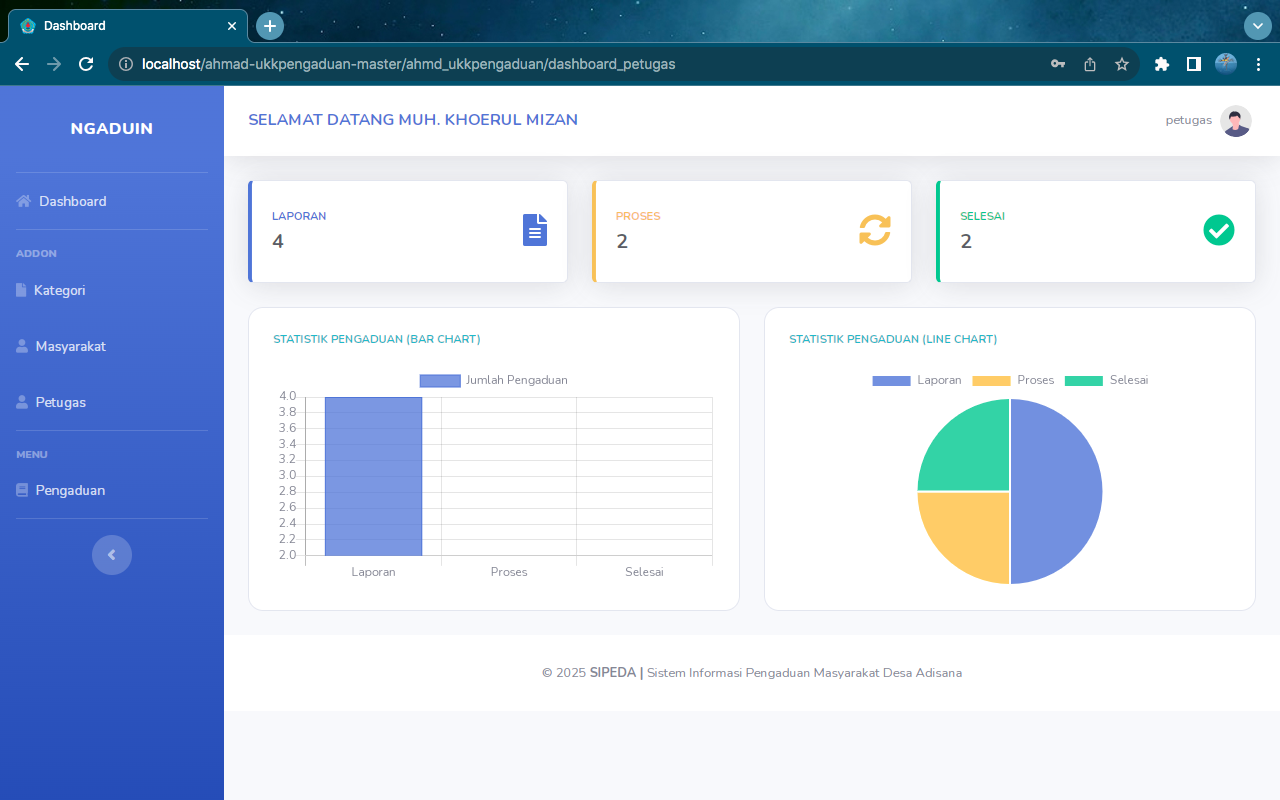 Dashboard
localhost/ahmad-ukkpengaduan-master/ahmd_ukkpengaduan/dashboard_petugas
NGADUIN
Dashboard
ADDON
Kategori
Masyarakat
Petugas
MENU
Pengaduan
SELAMAT DATANG MUH. KHOERUL MIZAN
petugas
LAPORAN
4
PROSES
2
SELESAI
2
STATISTIK PENGADUAN (BAR CHART)
Jumlah Pengaduan
4.0
3.8
3.6
3.4
3.2
3.0
2.8
2.6
2.4
2.2
2.0
Laporan Proses Selesai
STATISTIK PENGADUAN (LINE CHART)
Laporan Proses Selesai
© 2025 SIPEDA | Sistem Informasi Pengaduan Masyarakat Desa Adisana